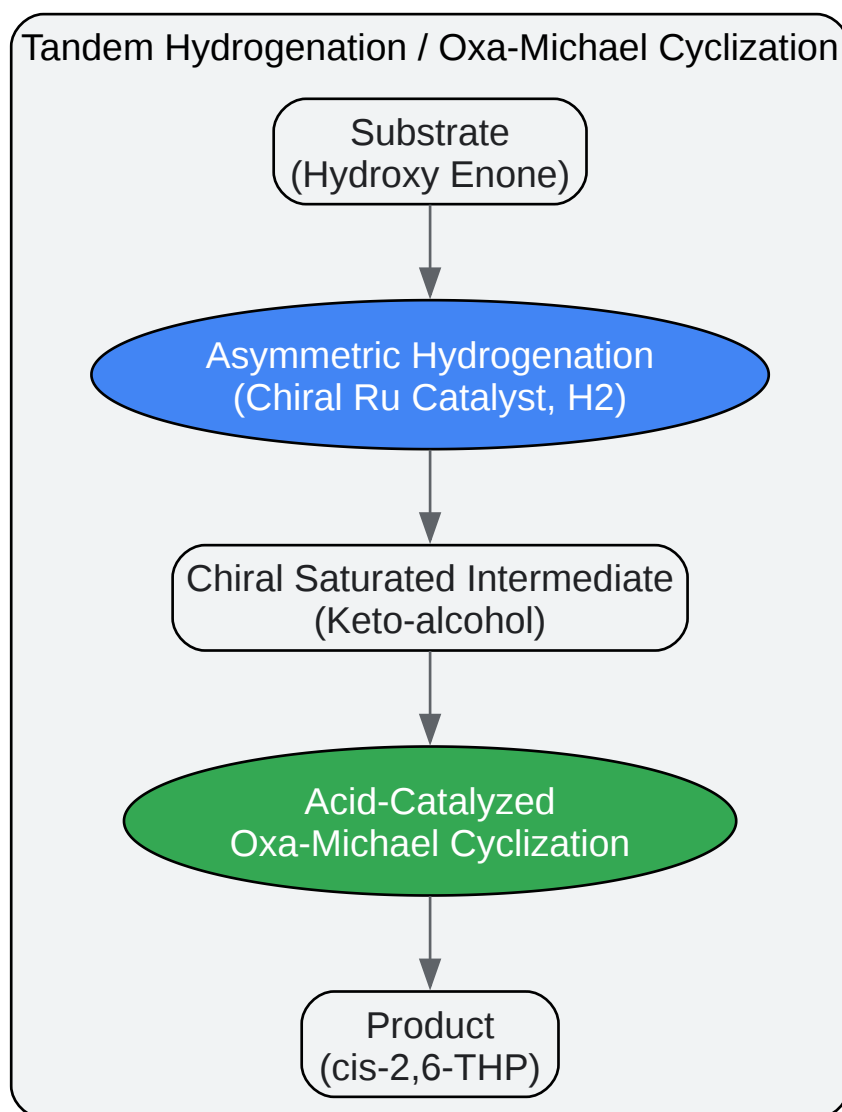 Tandem Hydrogenation / Oxa-Michael Cyclization
Substrate
(Hydroxy Enone)
Asymmetric Hydrogenation
(Chiral Ru Catalyst, H2)
Chiral Saturated Intermediate
(Keto-alcohol)
Acid-Catalyzed
Oxa-Michael Cyclization
Product
(cis-2,6-THP)